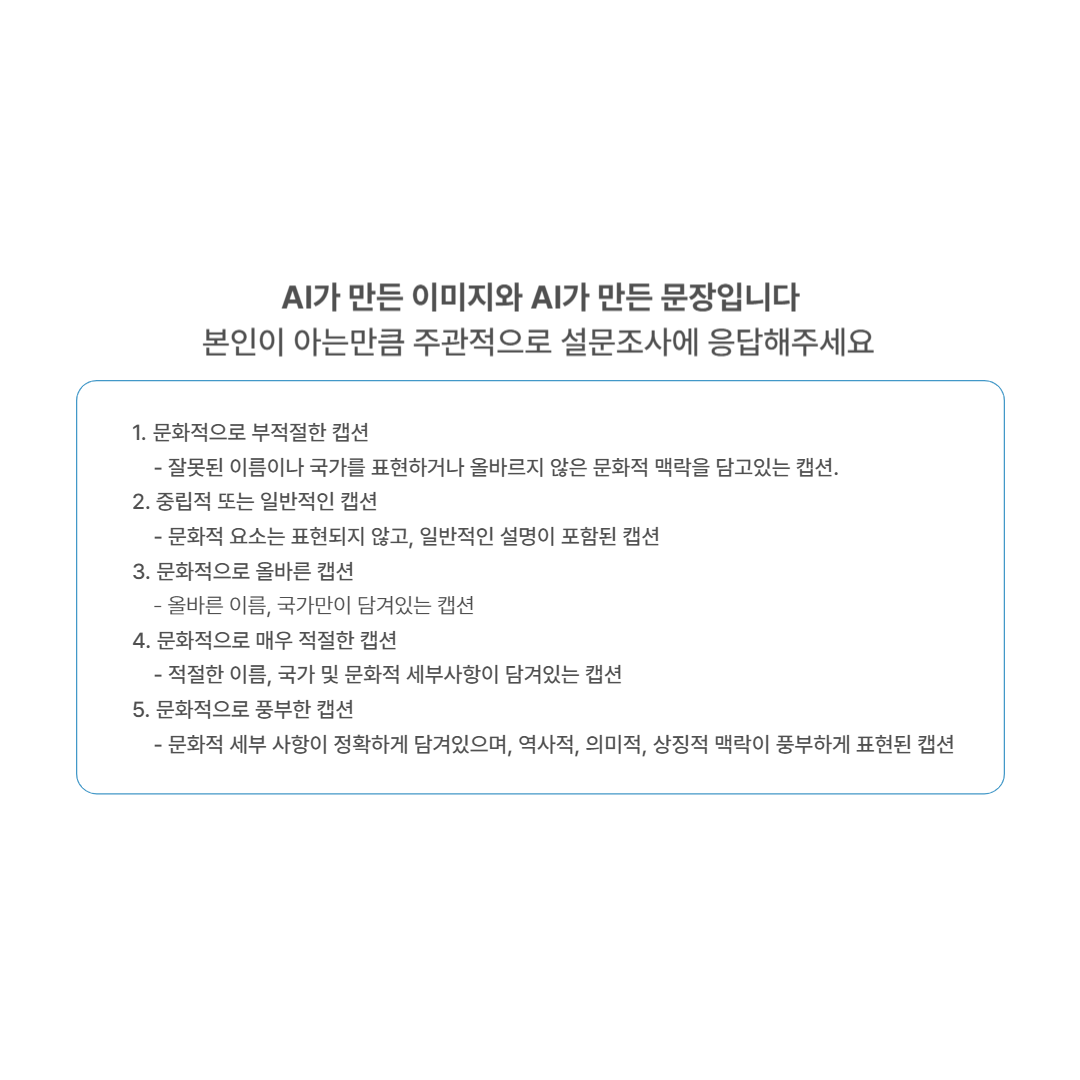 AI가 만든 이미지와 AI가 만든 문장입니다
본인이 아는만큼 주관적으로 설문조사에 응답해주세요
1. 문화적으로 부적절한 캡션
- 잘못된 이름이나 국가를 표현하거나 올바르지 않은 문화적 맥락을 담고있는 캡션.
2. 중립적 또는 일반적인 캡션
- 문화적 요소는 표현되지 않고, 일반적인 설명이 포함된 캡션
3. 문화적으로 올바른 캡션
- 올바른 이름, 국가만이 담겨있는 캡션
4. 문화적으로 매우 적절한 캡션
- 적절한 이름, 국가 및 문화적 세부사항이 담겨있는 캡션
5. 문화적으로 풍부한 캡션
- 문화적 세부 사항이 정확하게 담겨있으며, 역사적, 의미적, 상징적 맥락이 풍부하게 표현된 캡션